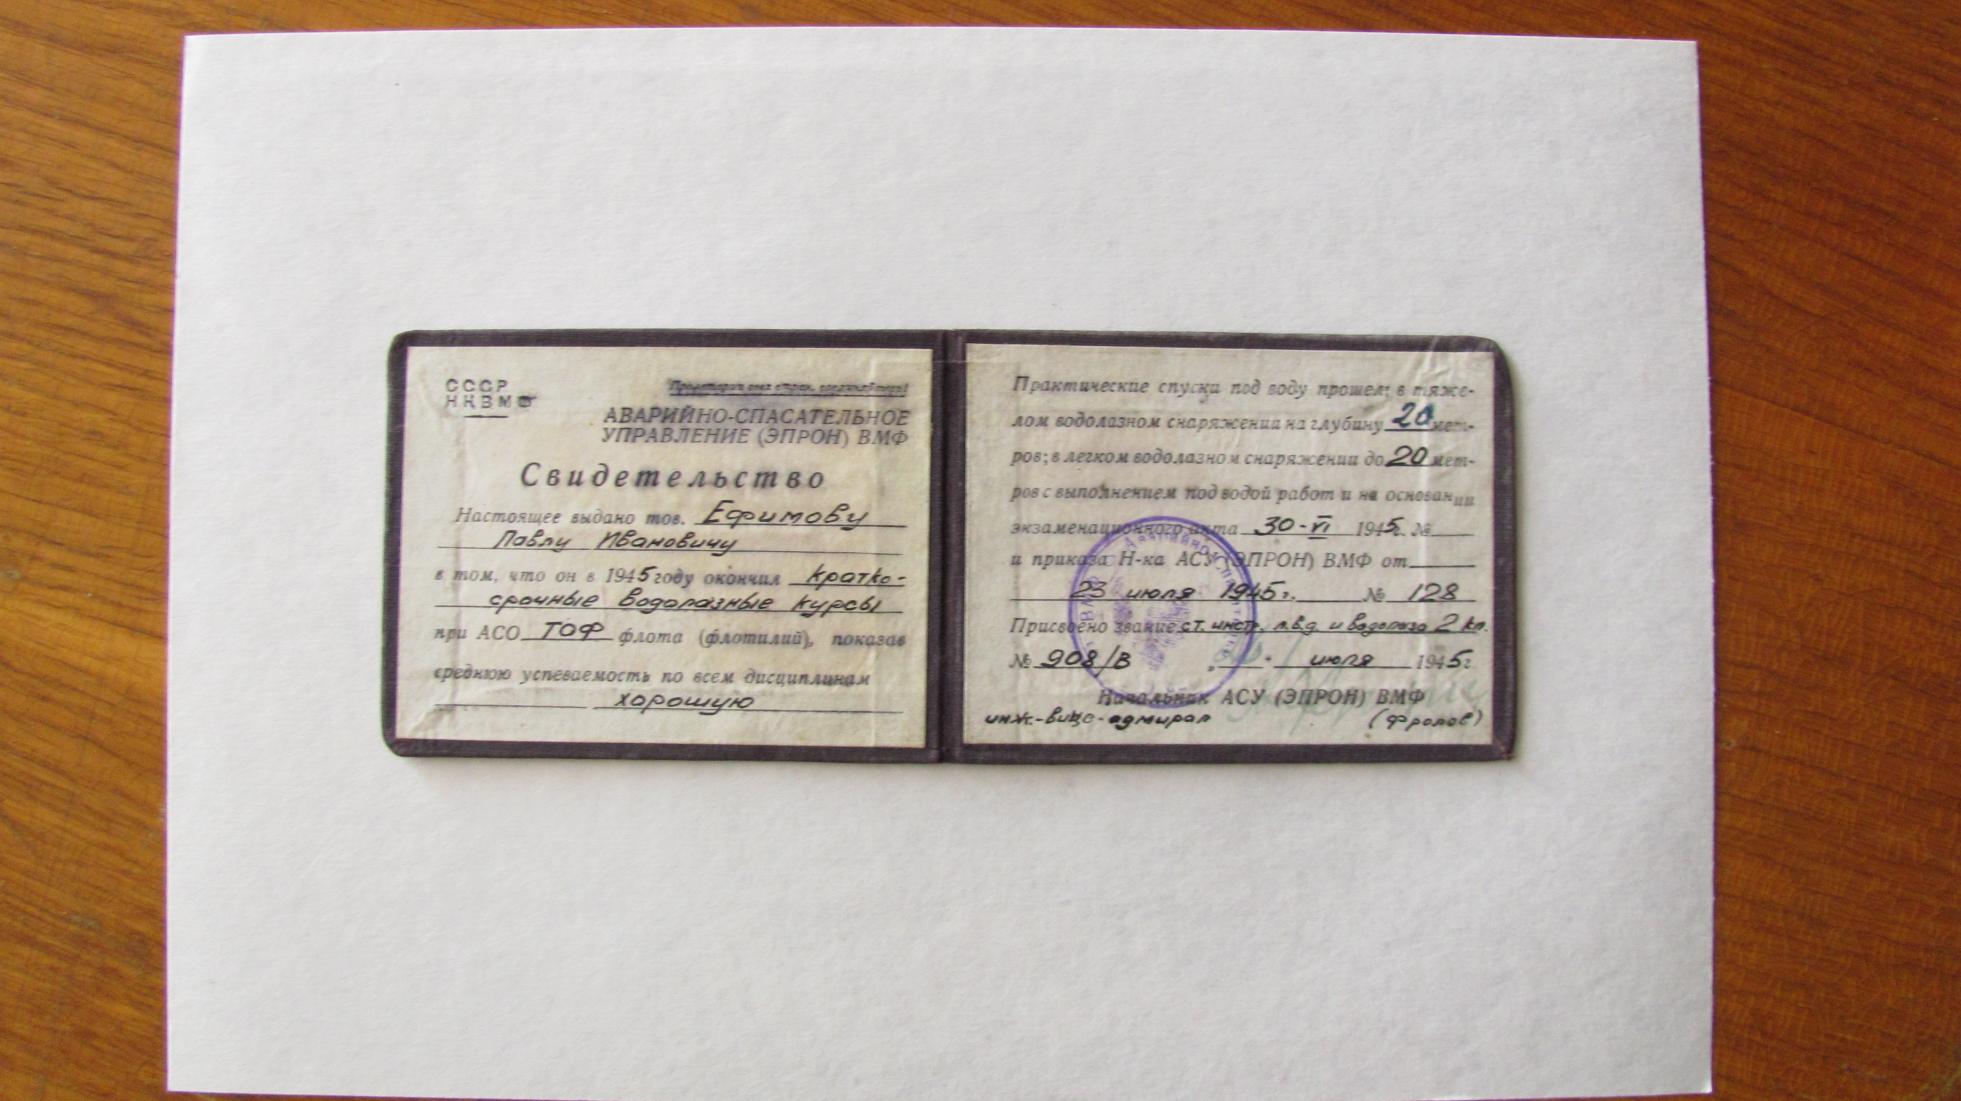 СССР
НКВМФ
Пролетарии всех стран, соединяйтесь!
АВАРИЙНО-СПАСАТЕЛЬНОЕ
УПРАВЛЕНИЕ (ЭПРОН) ВМФ
Свидетельство
Настоящее выдано тов. Ефимову
Павлу Ивановичу
в том, что он в 1945 году окончил кратко-
срочные водолазные курсы
при АСО ТОФ флота (флотилий), показав
среднюю успеваемость по всем дисциплинам
хорошую
Практические спуски под воду прошел: в тяже-
лом водолазном снаряжении на глубину 20 мет-
ров; в легком водолазном снаряжении до 20 мет-
ров с выполнением под водой работ и на основании
экзаменационного акта 30-VI 1945г. №
и приказа Н-ка АСУ (ЭПРОН) ВМФ от
23 июля 1945г. № 128
Присвоено звание ст. инстр. л.в.д. и водолаза 2 кл.
№ 908/В " июля 1945г
Начальник АСУ (ЭПРОН) ВМФ
инж.-вице-адмирал (Фролов)